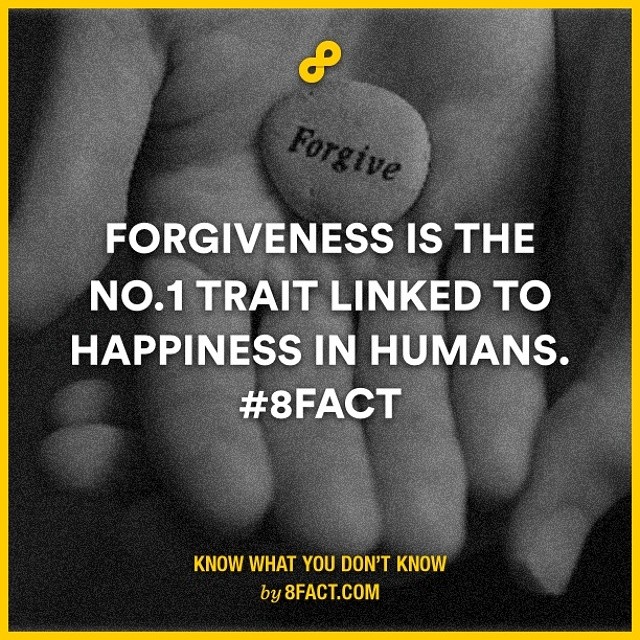 Forgive
FORGIVENESS IS THE
NO.1 TRAIT LINKED TO
HAPPINESS IN HUMANS.
#8FACT
KNOW WHAT YOU DON'T KNOW
by 8FACT.COM